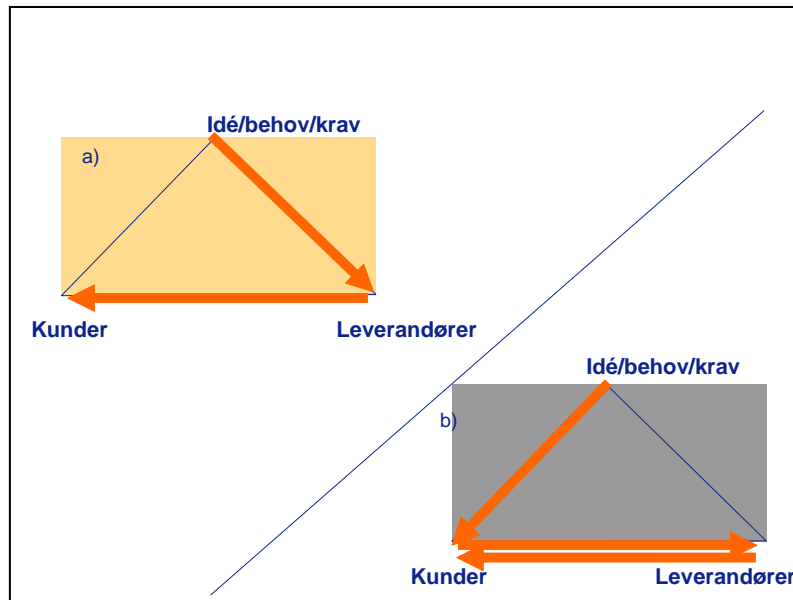 Idé/behov/krav
a)
Kunder
Leverandører
Idé/behov/krav
b)
Kunder
Leverandører